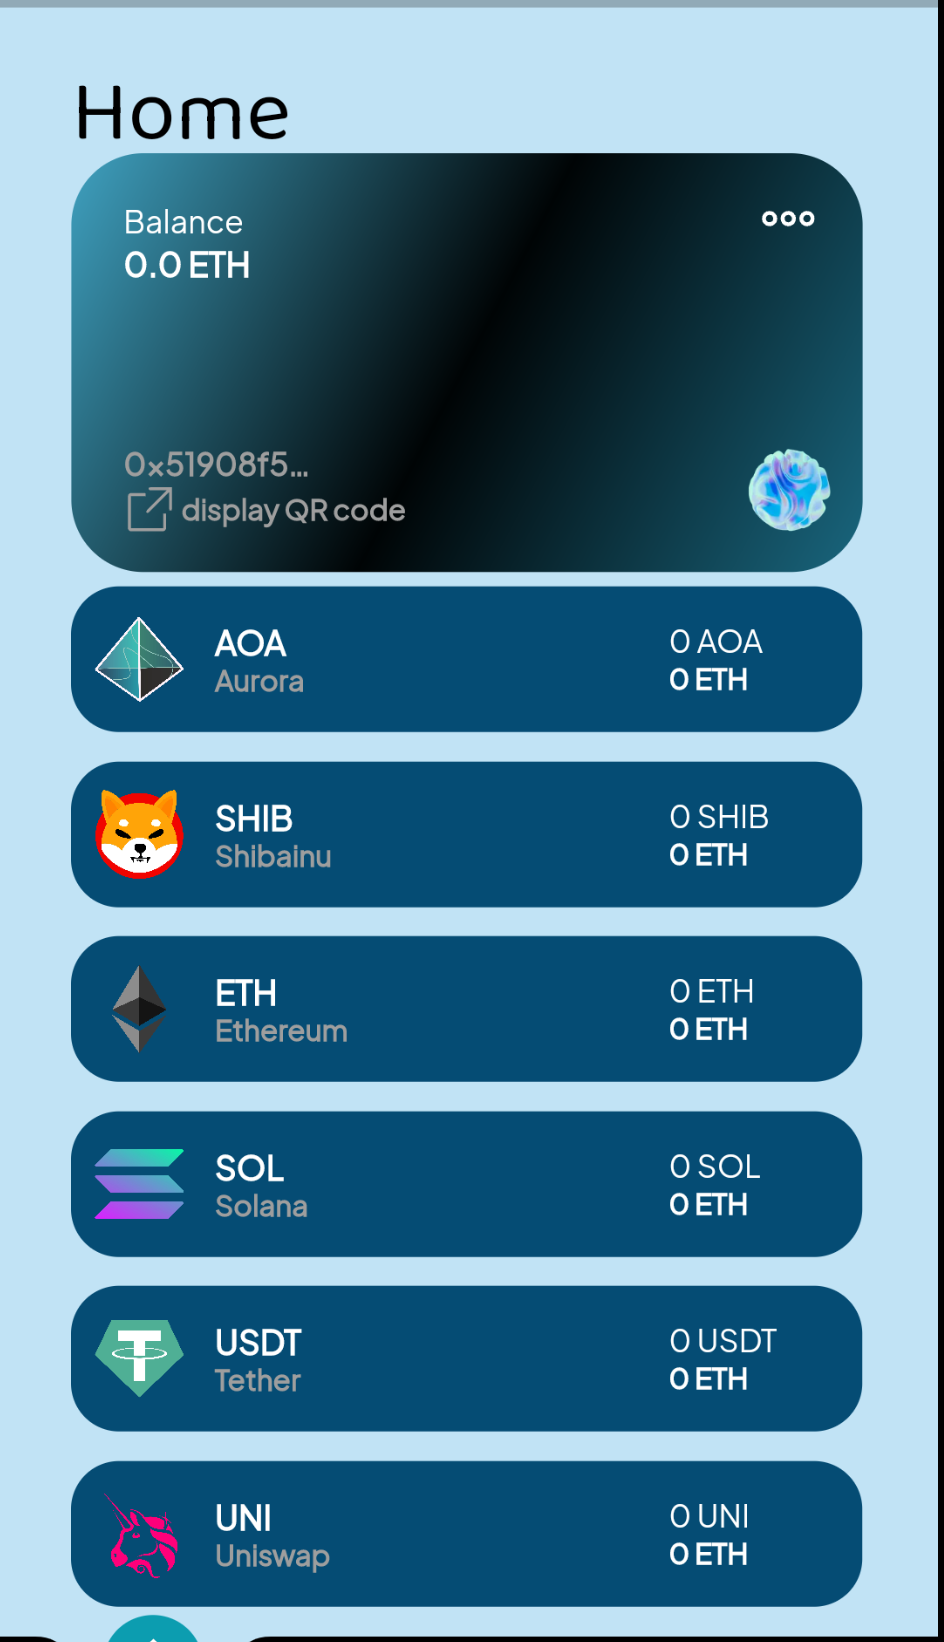 Home
Balance
0.0 ETH
0x51908f5...
display QR code
AOA
Aurora
0 AOA
0 ETH
SHIB
Shibainu
0 SHIB
0 ETH
ETH
Ethereum
0 ETH
0 ETH
SOL
Solana
0 SOL
0 ETH
USDT
Tether
0 USDT
0 ETH
UNI
Uniswap
0 UNI
0 ETH